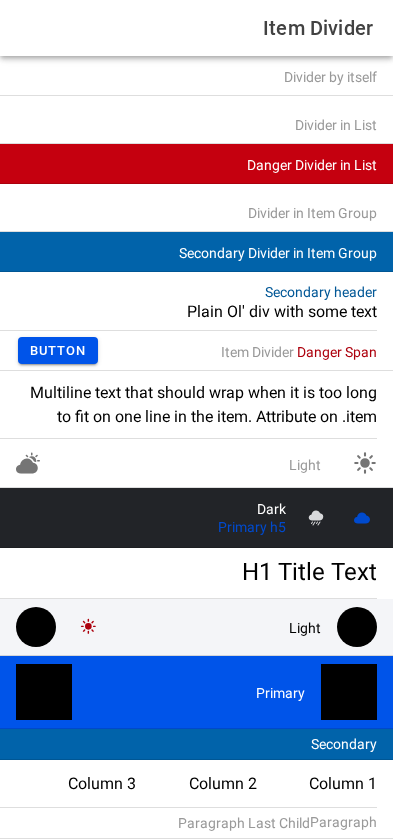 Item Divider
Divider by itself
Divider in List
Danger Divider in List
Divider in Item Group
Secondary Divider in Item Group
Secondary header
Plain Ol' div with some text
BUTTON
Item Divider Danger Span
Multiline text that should wrap when it is too long
to fit on one line in the item. Attribute on .item
Light
Dark
Primary h5
H1 Title Text
Light
Primary
Secondary
Column 3 Column 2 Column 1
Paragraph Last ChildParagraph